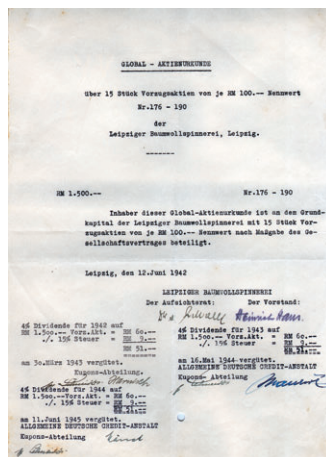 GLOBAL - AKTIENURKUNDE
über 15 Stück Vorzugsaktien von je RM 100.-- Nennwert
Nr.176 - 190
der
Leipziger Baumwollspinnerei, Leipzig.
-------
RM 1.500.-- Nr.176 - 190
Inhaber dieser Global-Aktienurkunde ist an dem Grund-
kapital der Leipziger Baumwollspinnerei mit 15 Stück Vor-
zugsaktien von je RM 100.-- Nennwert nach Maßgabe des Ge-
sellschaftsvertrages beteiligt.
Leipzig, den 12.Juni 1942
LEIPZIGER BAUMWOLLSPINNEREI
Der Aufsichtsrat: Der Vorstand:
4% Dividende für 1942 auf
RM 1.500.-- Vorz.Akt. = RM 60.--
./. 15% Steuer = RM 9.--
RM 51.--
am 30.März 1943 vergütet.
Kupons-Abteilung.
4% Dividende für 1943 auf
RM 1.500.-- Vorz.Akt. = RM 60.--
./. 15% Steuer = RM 9.--
RM 51.--
am 16.Mai 1944 vergütet.
ALLGEMEINE DEUTSCHE CREDIT-ANSTALT
Kupons-Abteilung
4% Dividende für 1944 auf
RM 1.500.--Vorz.Akt. = RM 60.--
./. 15% Steuer = RM 9.--
RM 51.--
am 11.Juni 1945 vergütet.
ALLGEMEINE DEUTSCHE CREDIT-ANSTALT
Kupons-Abteilung